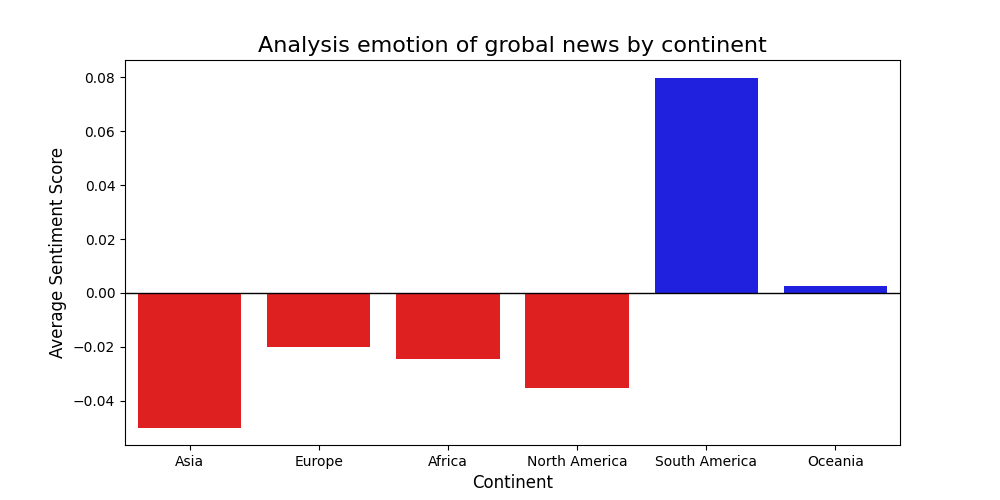 Analysis emotion of grobal news by continent
Average Sentiment Score
0.08
0.06
0.04
0.02
0.00
−0.02
−0.04
Asia Europe Africa North America South America Oceania
Continent